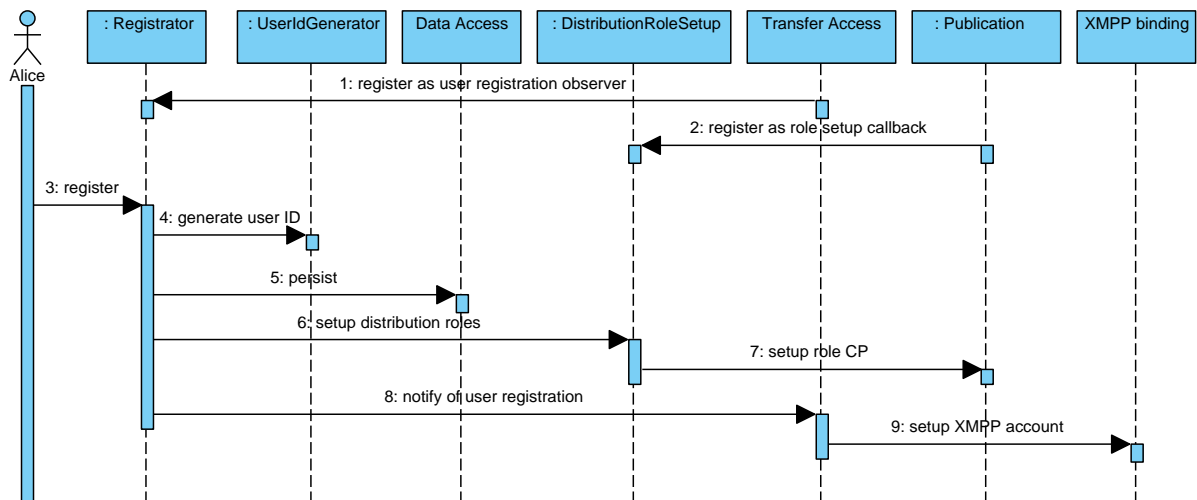 Alice
: Registrator
: UserIdGenerator
Data Access
: DistributionRoleSetup
Transfer Access
: Publication
XMPP binding
1: register as user registration observer
2: register as role setup callback
3: register
4: generate user ID
5: persist
6: setup distribution roles
7: setup role CP
8: notify of user registration
9: setup XMPP account